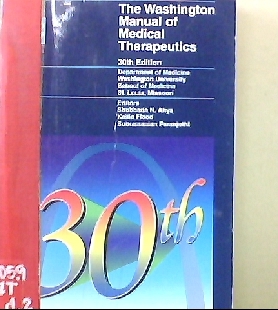 The Washington
Manual of
Medical
Therapeutics
30th Edition
Department of Medicine
Washington University
School of Medicine
St. Louis, Missouri
Editors
Shubhada N. Ahya
Kellie Flood
Subramanian Paranjothi
30th
059